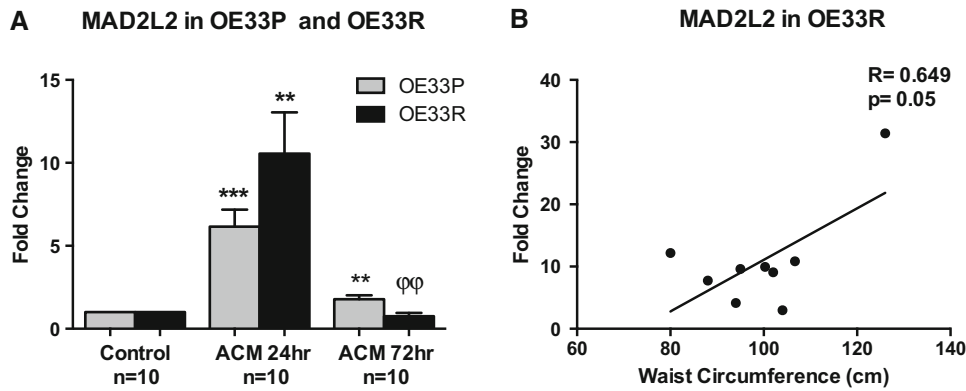 A MAD2L2 in OE33P and OE33R
Fold Change
15
10
5
0
OE33P
OE33R
***
**
**
φφ
Control
n=10
ACM 24hr
n=10
ACM 72hr
n=10
B MAD2L2 in OE33R
R= 0.649
p= 0.05
Fold Change
40
30
20
10
0
60 80 100 120 140
Waist Circumference (cm)